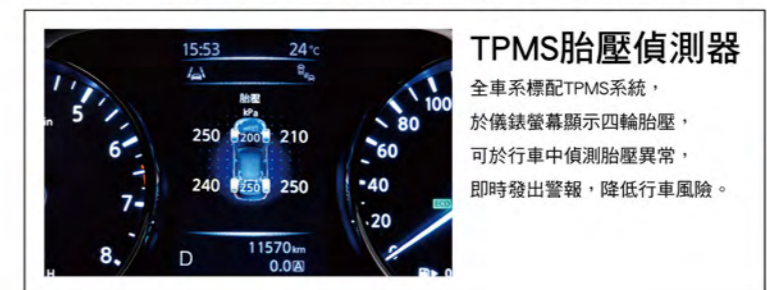 TPMS胎壓偵測器
全車系標配TPMS系統，
於儀錶螢幕顯示四輪胎壓，
可於行車中偵測胎壓異常，
即時發出警報，降低行車風險。
15:53 24°C
胎壓
kPa
250 200 210
240 250 250
D
11570km
0.0A
5
6
7
8
H
100
80
60
40
20
0
ECO